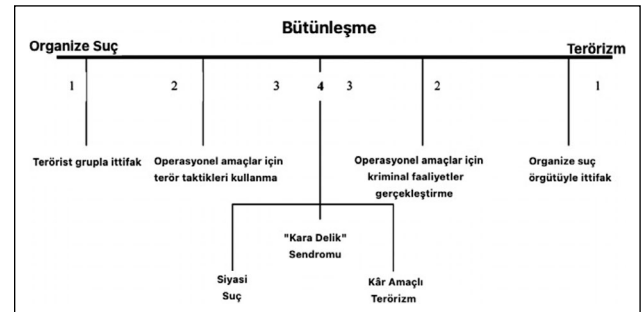 Bütünleşme
Organize Suç
Terörizm
1 2 3 4 3 2 1
Terörist grupla ittifak
Operasyonel amaçlar için
terör taktikleri kullanma
Operasyonel amaçlar için
kriminal faaliyetler
gerçekleştirme
Organize suç
örgütüyle ittifak
"Kara Delik"
Sendromu
Siyasi
Suç
Kâr Amaçlı
Terörizm